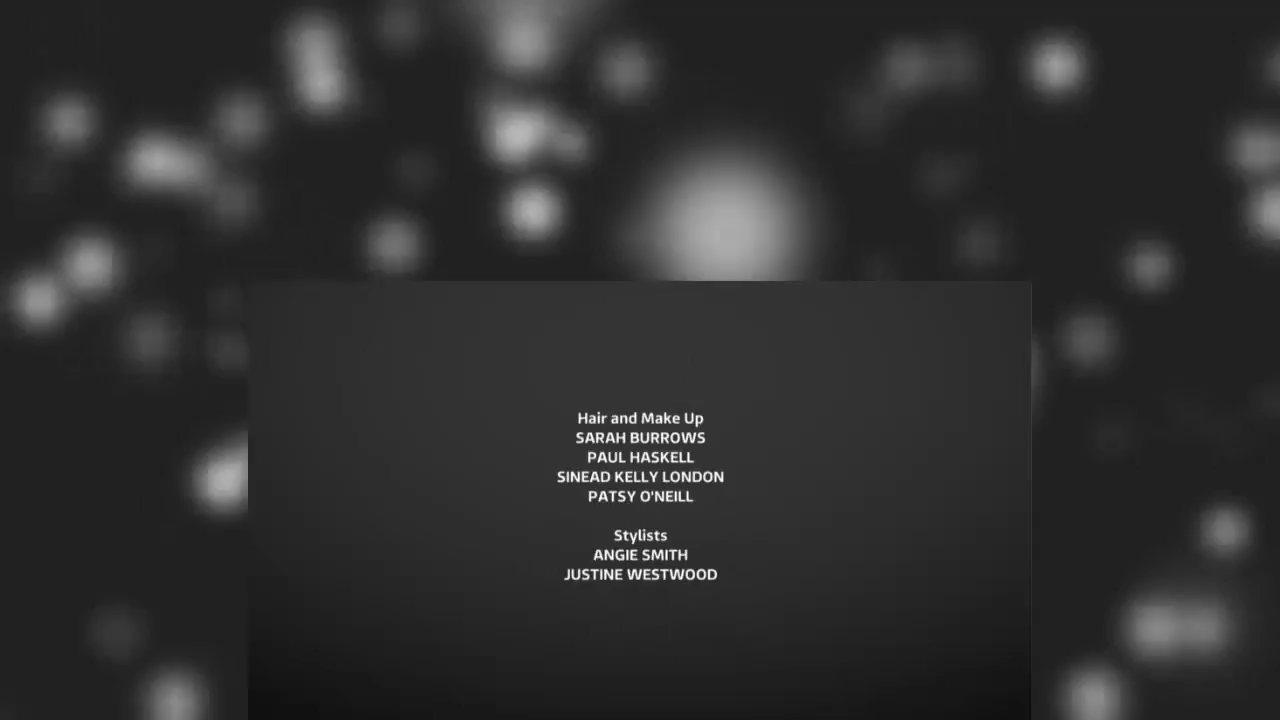 Hair and Make Up
SARAH BURROWS
PAUL HASKELL
SINEAD KELLY LONDON
PATSY O'NEILL
Stylists
ANGIE SMITH
JUSTINE WESTWOOD